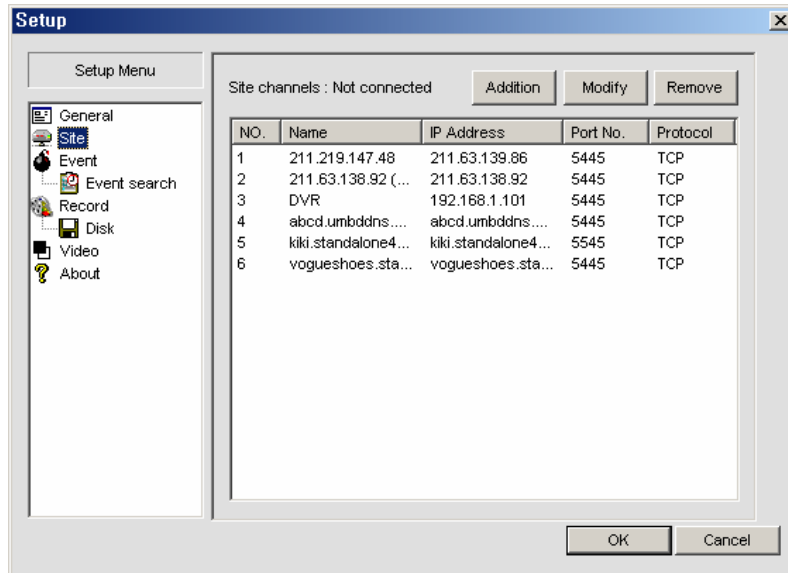 Setup
Setup Menu
General
Site
Event
Event search
Record
Disk
Video
About
Site channels : Not connected
Addition
Modify
Remove
NO. Name IP Address Port No. Protocol
1 211.219.147.48 211.63.139.86 5445 TCP
2 211.63.138.92 (... 211.63.138.92 5445 TCP
3 DVR 192.168.1.101 5445 TCP
4 abcd.umbddns.... abcd.umbddns.... 5445 TCP
5 kiki.standalone4... kiki.standalone4... 5545 TCP
6 vogueshoes.sta... vogueshoes.sta... 5445 TCP
OK
Cancel